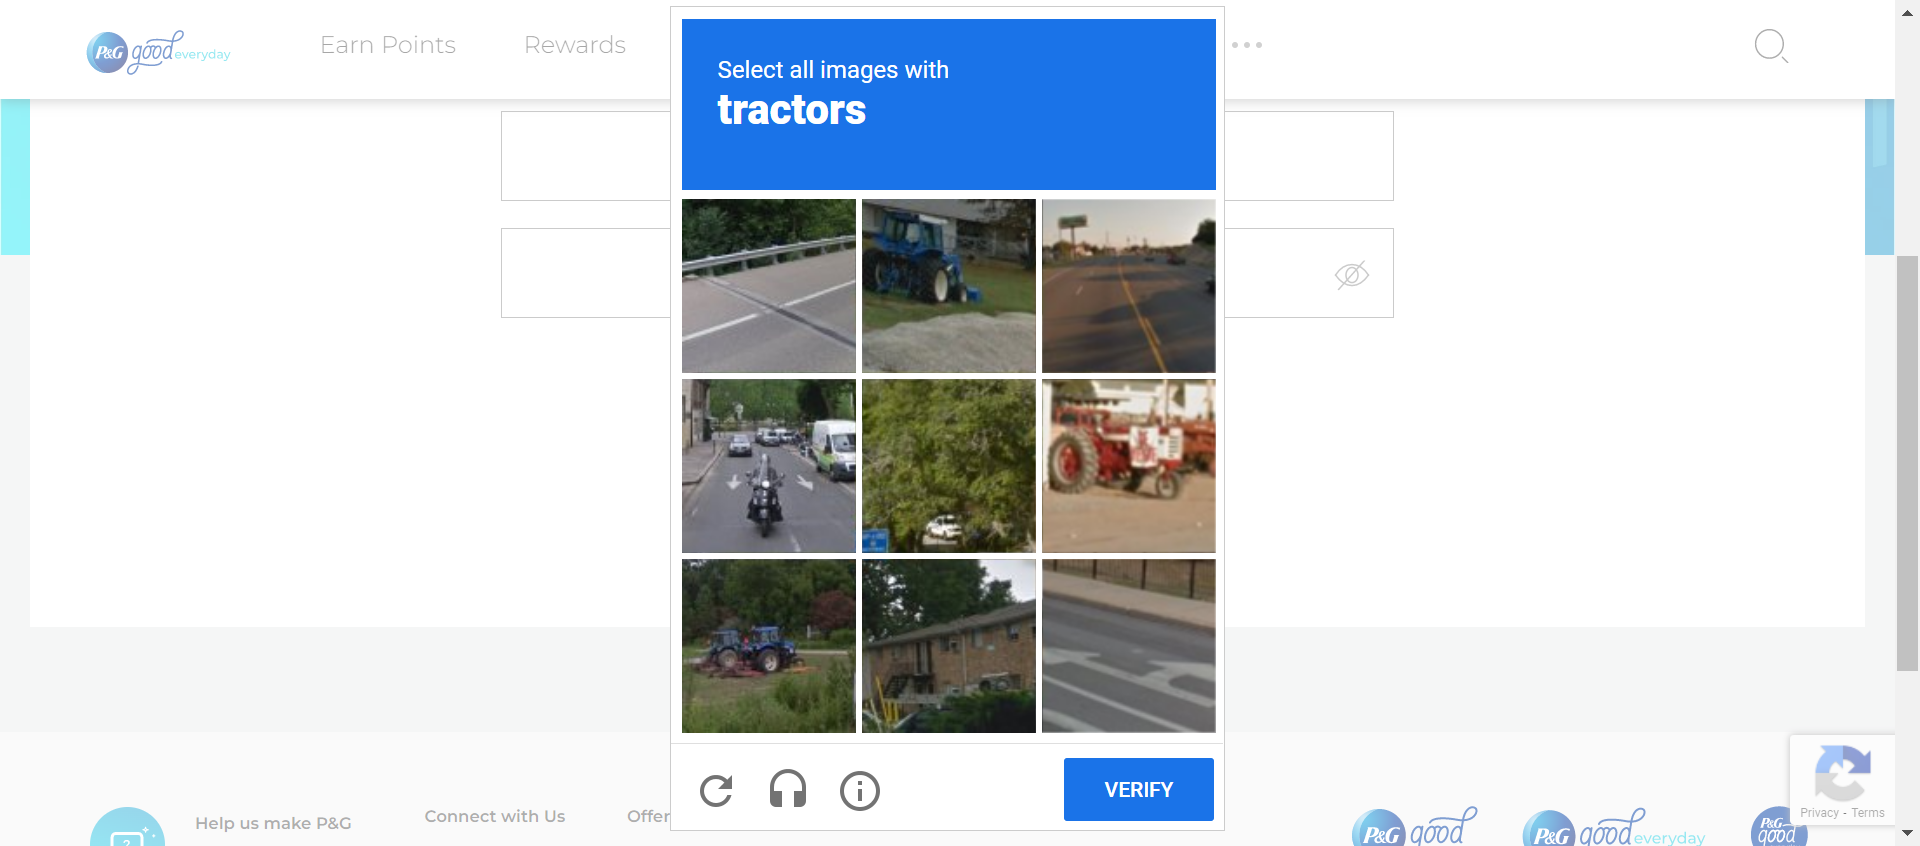 P&G good everyday
Earn Points
Rewards
Select all images with
tractors
VERIFY
Help us make P&G
Connect with Us
Offer
P&G good
P&G good everyday
P&G good
Privacy - Terms